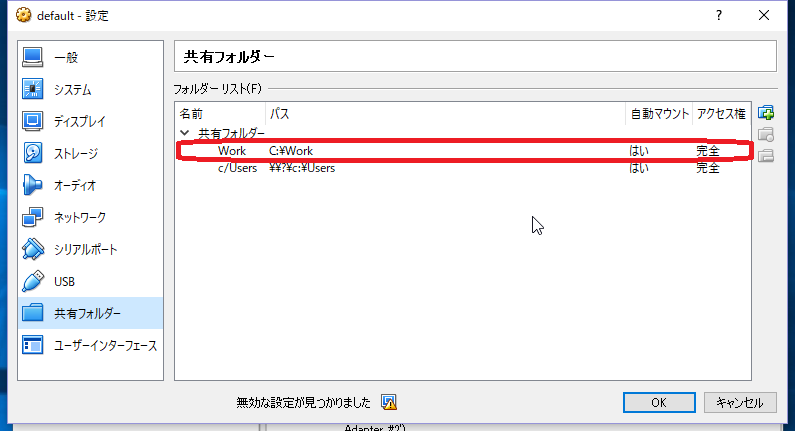 default - 設定
?
一般
システム
ディスプレイ
ストレージ
オーディオ
ネットワーク
シリアルポート
USB
共有フォルダー
ユーザーインターフェース
共有フォルダー
フォルダーリスト(F)
名前 パス 自動マウント アクセス権
共有フォルダー
Work C:¥Work はい 完全
c/Users ¥¥?¥c:¥Users はい 完全
無効な設定が見つかりました
OK キャンセル
Adapter #2')